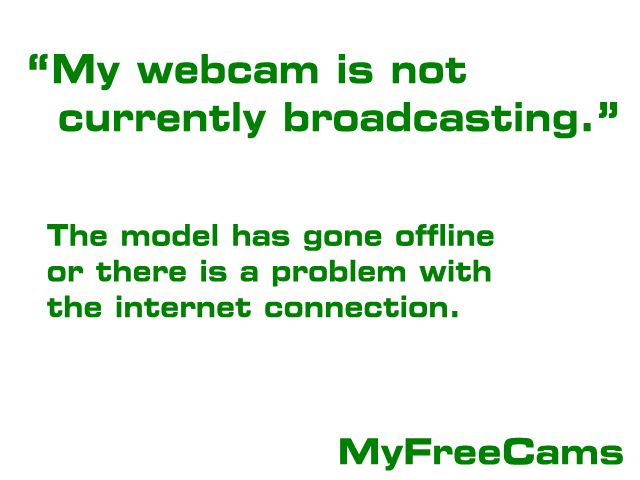 “My webcam is not
currently broadcasting.”
The model has gone offline
or there is a problem with
the internet connection.
MyFreeCams